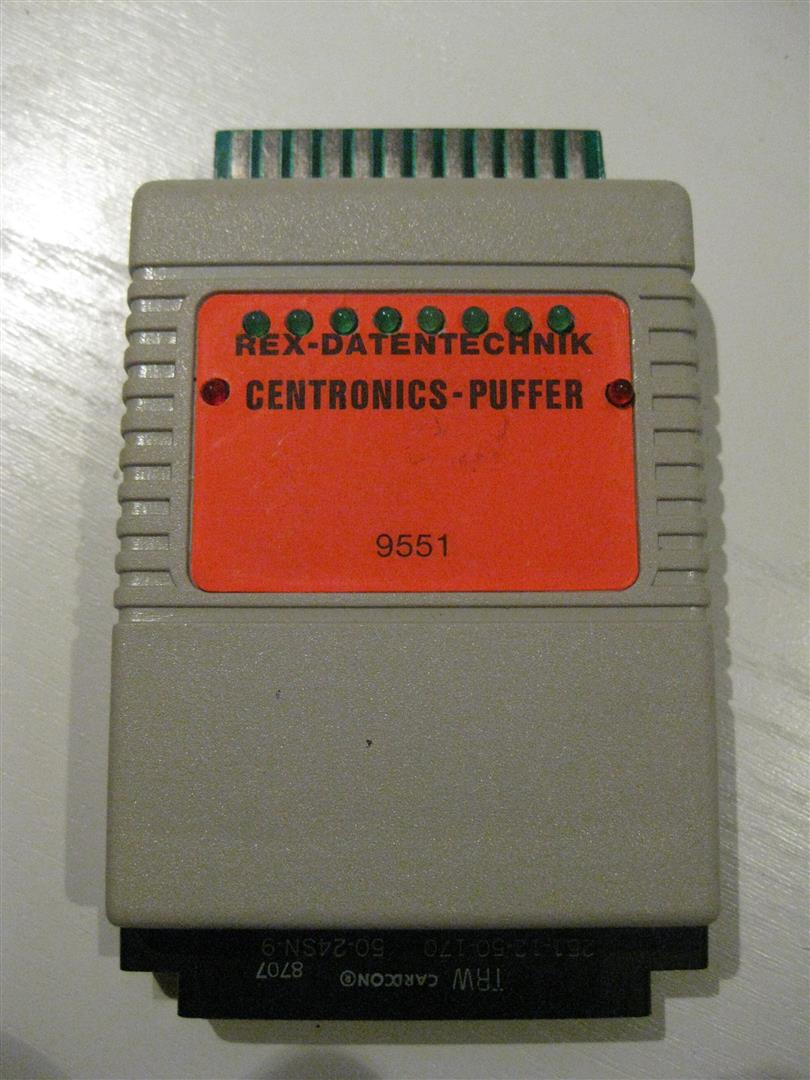 REX-DATENTECHNIK
CENTRONICS-PUFFER
9551
251-12-50-170 50-24SN-9
TRW CARDCON® 8707